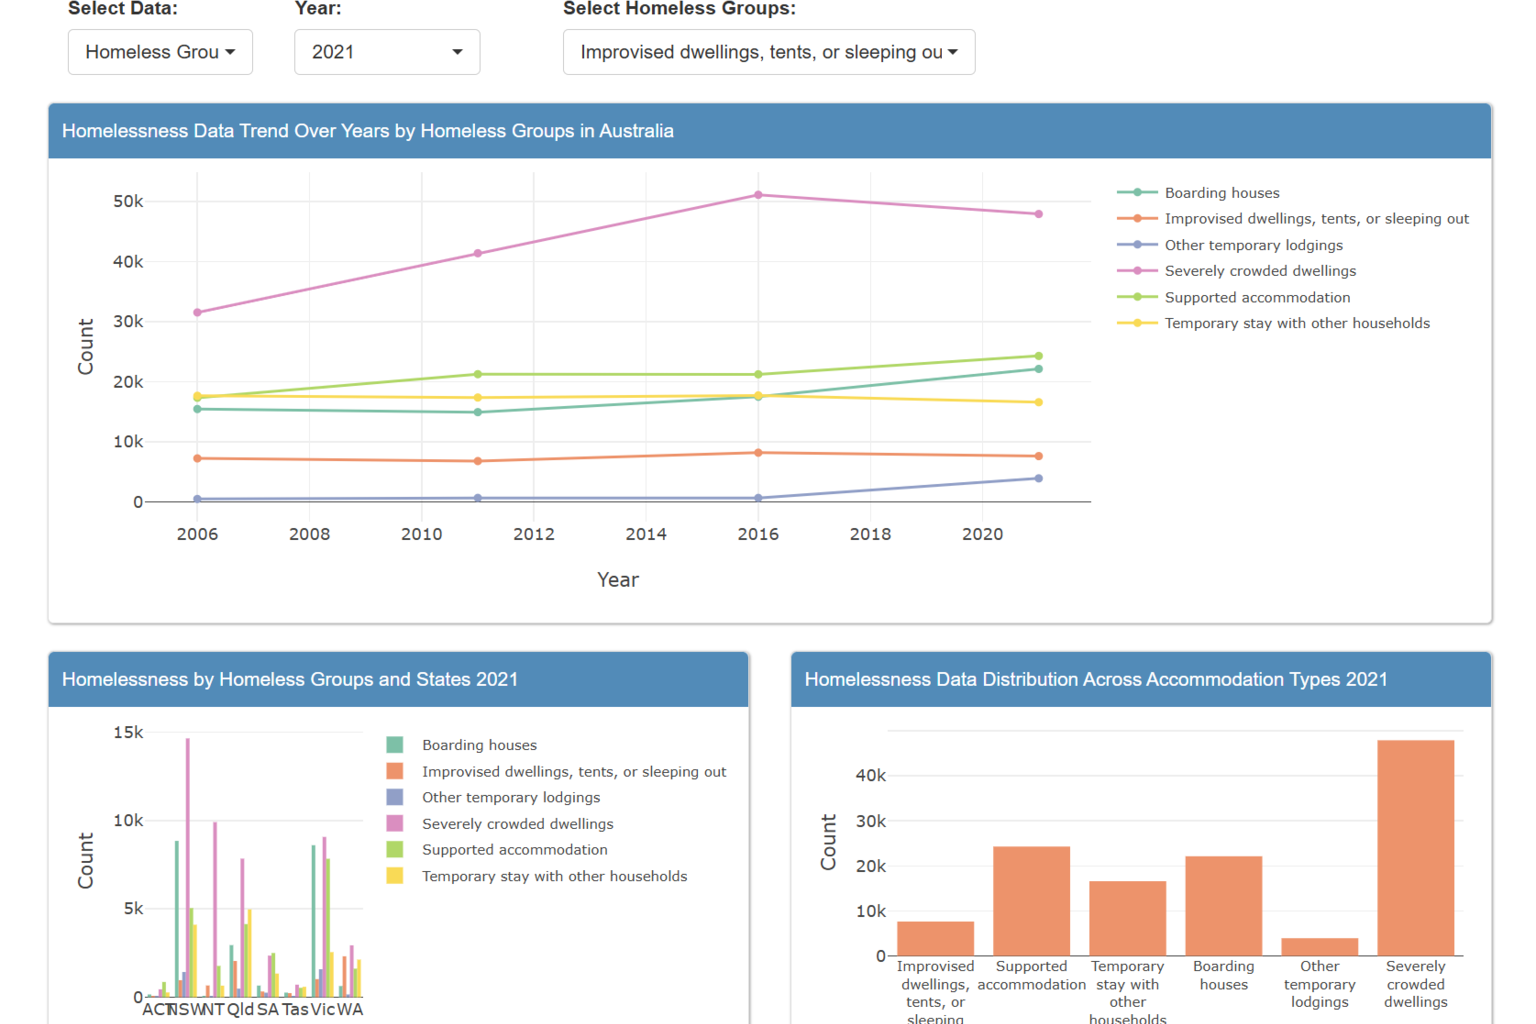 Select Data:
Year:
Select Homeless Groups:
Homeless Grou
2021
Improvised dwellings, tents, or sleeping ou
Homelessness Data Trend Over Years by Homeless Groups in Australia
50k
40k
30k
20k
10k
0
Count
2006 2008 2010 2012 2014 2016 2018 2020
Year
Boarding houses
Improvised dwellings, tents, or sleeping out
Other temporary lodgings
Severely crowded dwellings
Supported accommodation
Temporary stay with other households
Homelessness by Homeless Groups and States 2021
15k
10k
5k
0
Count
ACT NSW NT Qld SA Tas Vic WA
Boarding houses
Improvised dwellings, tents, or sleeping out
Other temporary lodgings
Severely crowded dwellings
Supported accommodation
Temporary stay with other households
Homelessness Data Distribution Across Accommodation Types 2021
40k
30k
20k
10k
0
Count
Improvised
dwellings,
tents, or
sleeping
Supported
accommodation
Temporary
stay with
other
households
Boarding
houses
Other
temporary
lodgings
Severely
crowded
dwellings